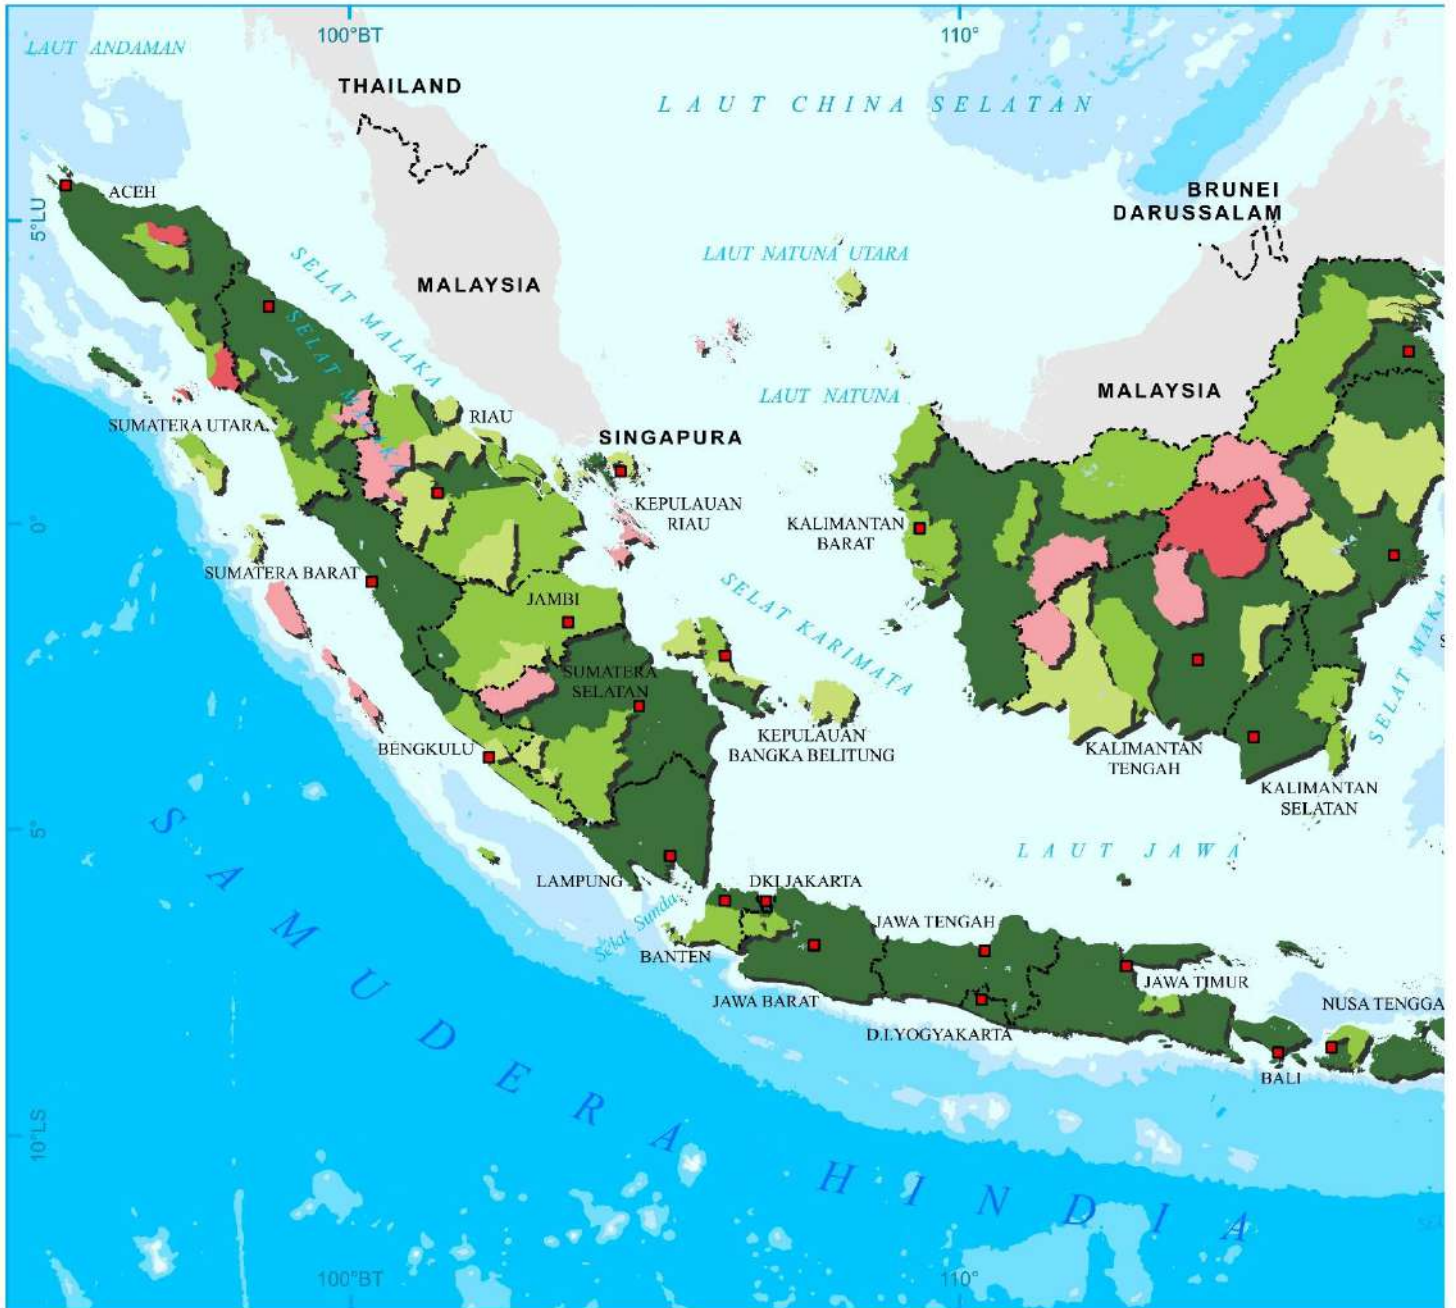 100°BT
110°
LAUT ANDAMAN
THAILAND
LAUT CHINA SELATAN
ACEH
BRUNEI
DARUSSALAM
5°LU
SELAT MALAKA
LAUT NATUNA UTARA
MALAYSIA
LAUT NATUNA
MALAYSIA
SUMATERA UTARA
RIAU
SINGAPURA
KEPULAUAN
RIAU
KALIMANTAN
BARAT
0°
SUMATERA BARAT
SELAT KARIMATA
JAMBI
SUMATERA
SELATAN
SELAT MAKAS
BENGKULU
KEPULAUAN
BANGKA BELITUNG
KALIMANTAN
TENGAH
KALIMANTAN
SELATAN
5°
LAUT JAWA
LAMPUNG
DKI JAKARTA
Selat Sunda
JAWA TENGAH
BANTEN
JAWA TIMUR
JAWA BARAT
NUSA TENGGA
D.I.YOGYAKARTA
BALI
SAMUDERA HINDIA
10°LS
100°BT
110°